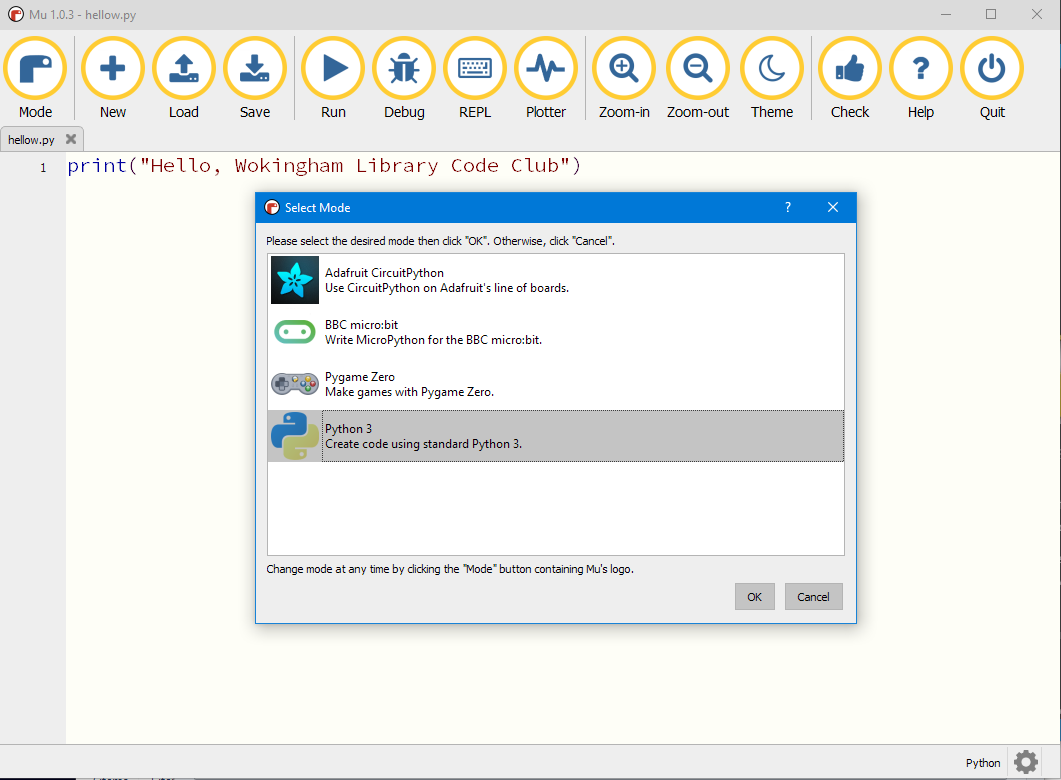 Mu 1.0.3 - hellow.py
Mode New Load Save Run Debug REPL Plotter Zoom-in Zoom-out Theme Check Help Quit
hellow.py
1 print("Hello, Wokingham Library Code Club")
Select Mode
Please select the desired mode then click "OK". Otherwise, click "Cancel".
Adafruit CircuitPython
Use CircuitPython on Adafruit's line of boards.
BBC micro:bit
Write MicroPython for the BBC micro:bit.
Pygame Zero
Make games with Pygame Zero.
Python 3
Create code using standard Python 3.
Change mode at any time by clicking the "Mode" button containing Mu's logo.
OK Cancel
Python